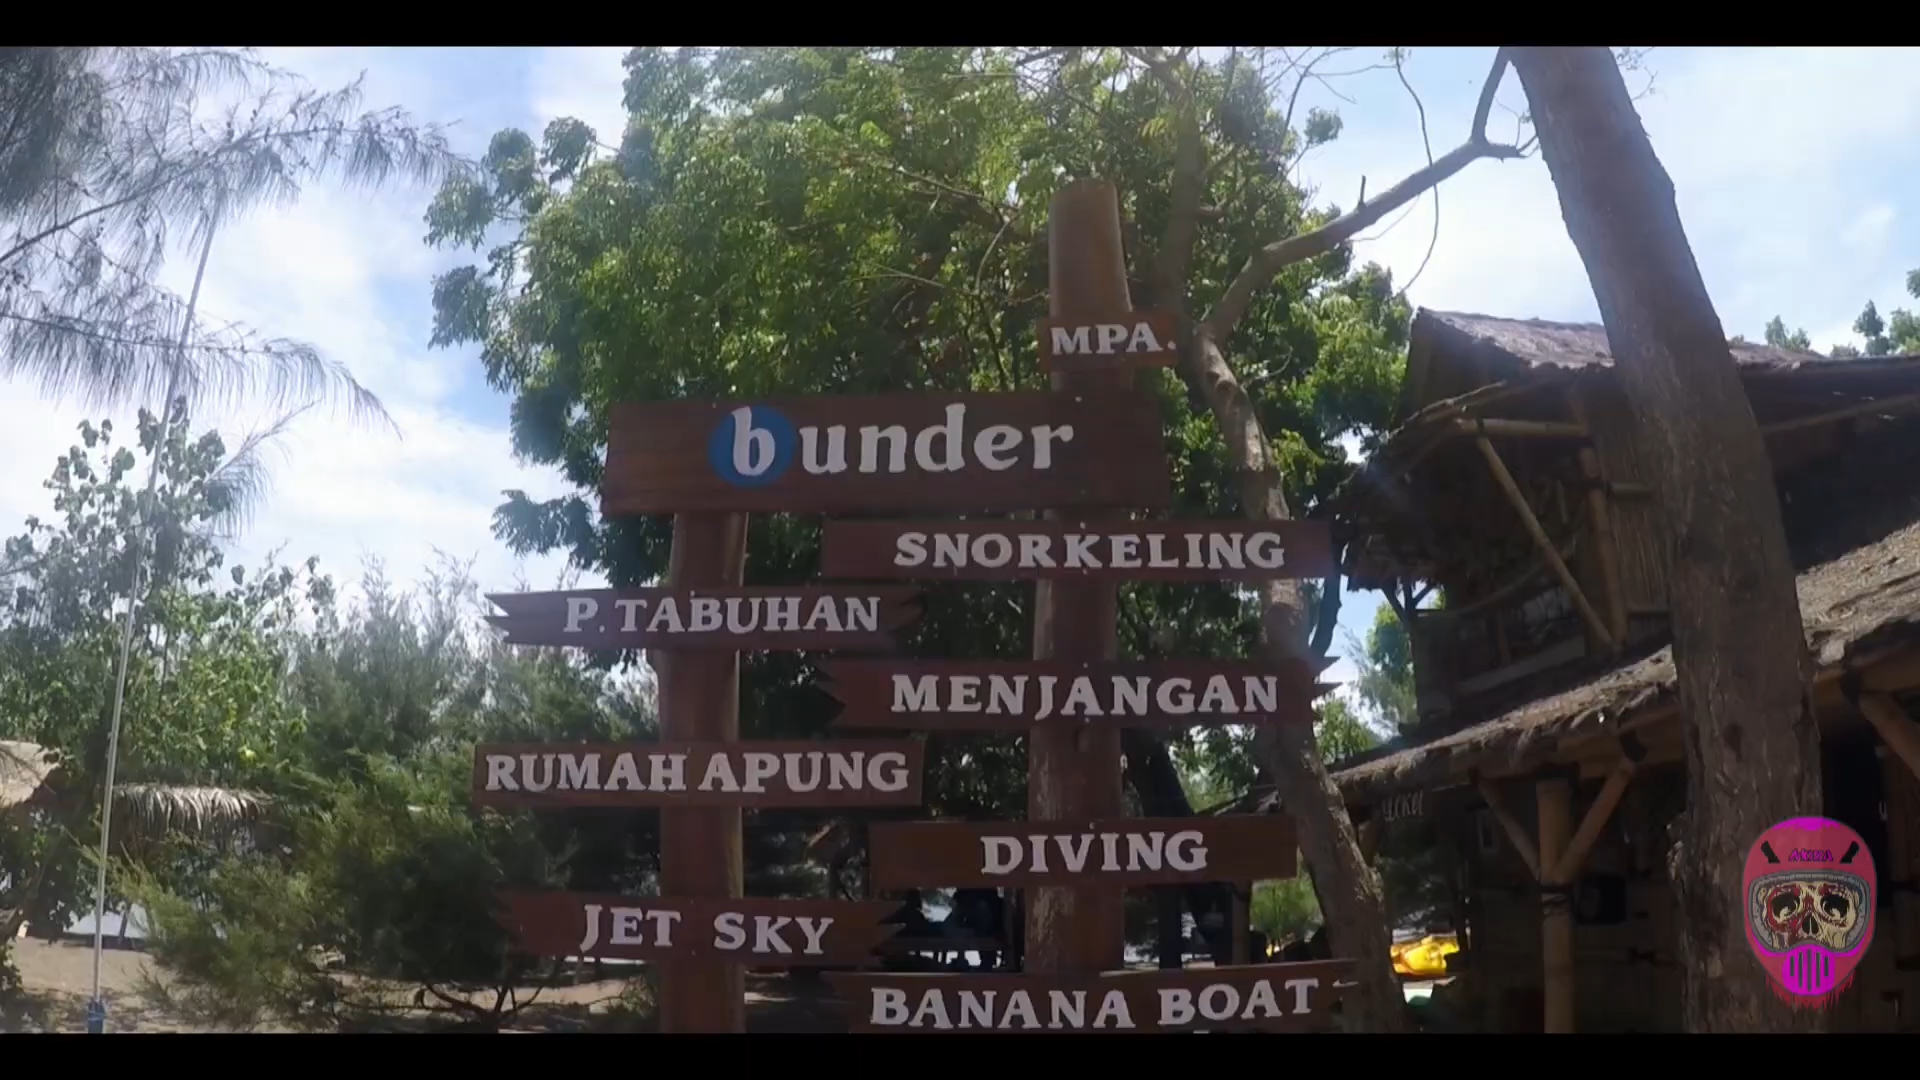 MPA.
bunder
SNORKELING
P. TABUHAN
MENJANGAN
RUMAH APUNG
DIVING
JET SKY
BANANA BOAT